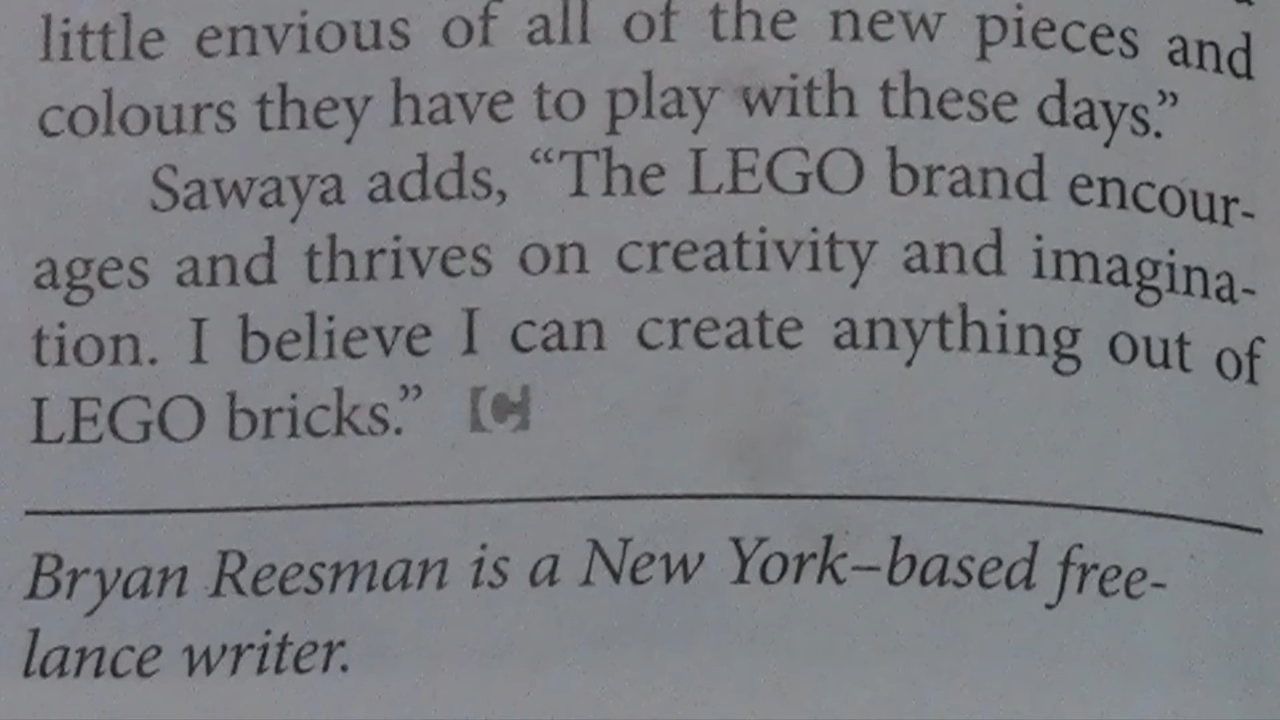 little envious of all of the new pieces and
colours they have to play with these days.”
Sawaya adds, “The LEGO brand encour-
ages and thrives on creativity and imagina-
tion. I believe I can create anything out of
LEGO bricks.” [C]
Bryan Reesman is a New York–based free-
lance writer.